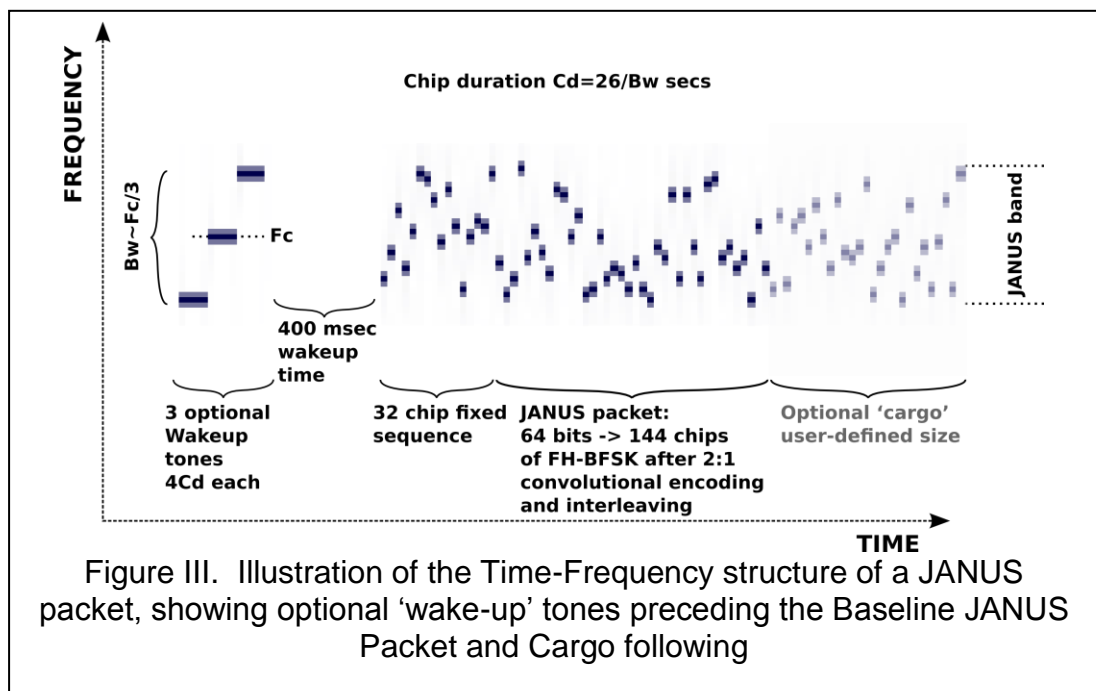 FREQUENCY
Chip duration Cd=26/Bw secs
Bw~Fc/3
Fc
JANUS band
400 msec
wakeup
time
3 optional
Wakeup
tones
4Cd each
32 chip fixed
sequence
JANUS packet:
64 bits -> 144 chips
of FH-BFSK after 2:1
convolutional encoding
and interleaving
Optional ‘cargo’
user-defined size
TIME
Figure III. Illustration of the Time-Frequency structure of a JANUS
packet, showing optional ‘wake-up’ tones preceding the Baseline JANUS
Packet and Cargo following